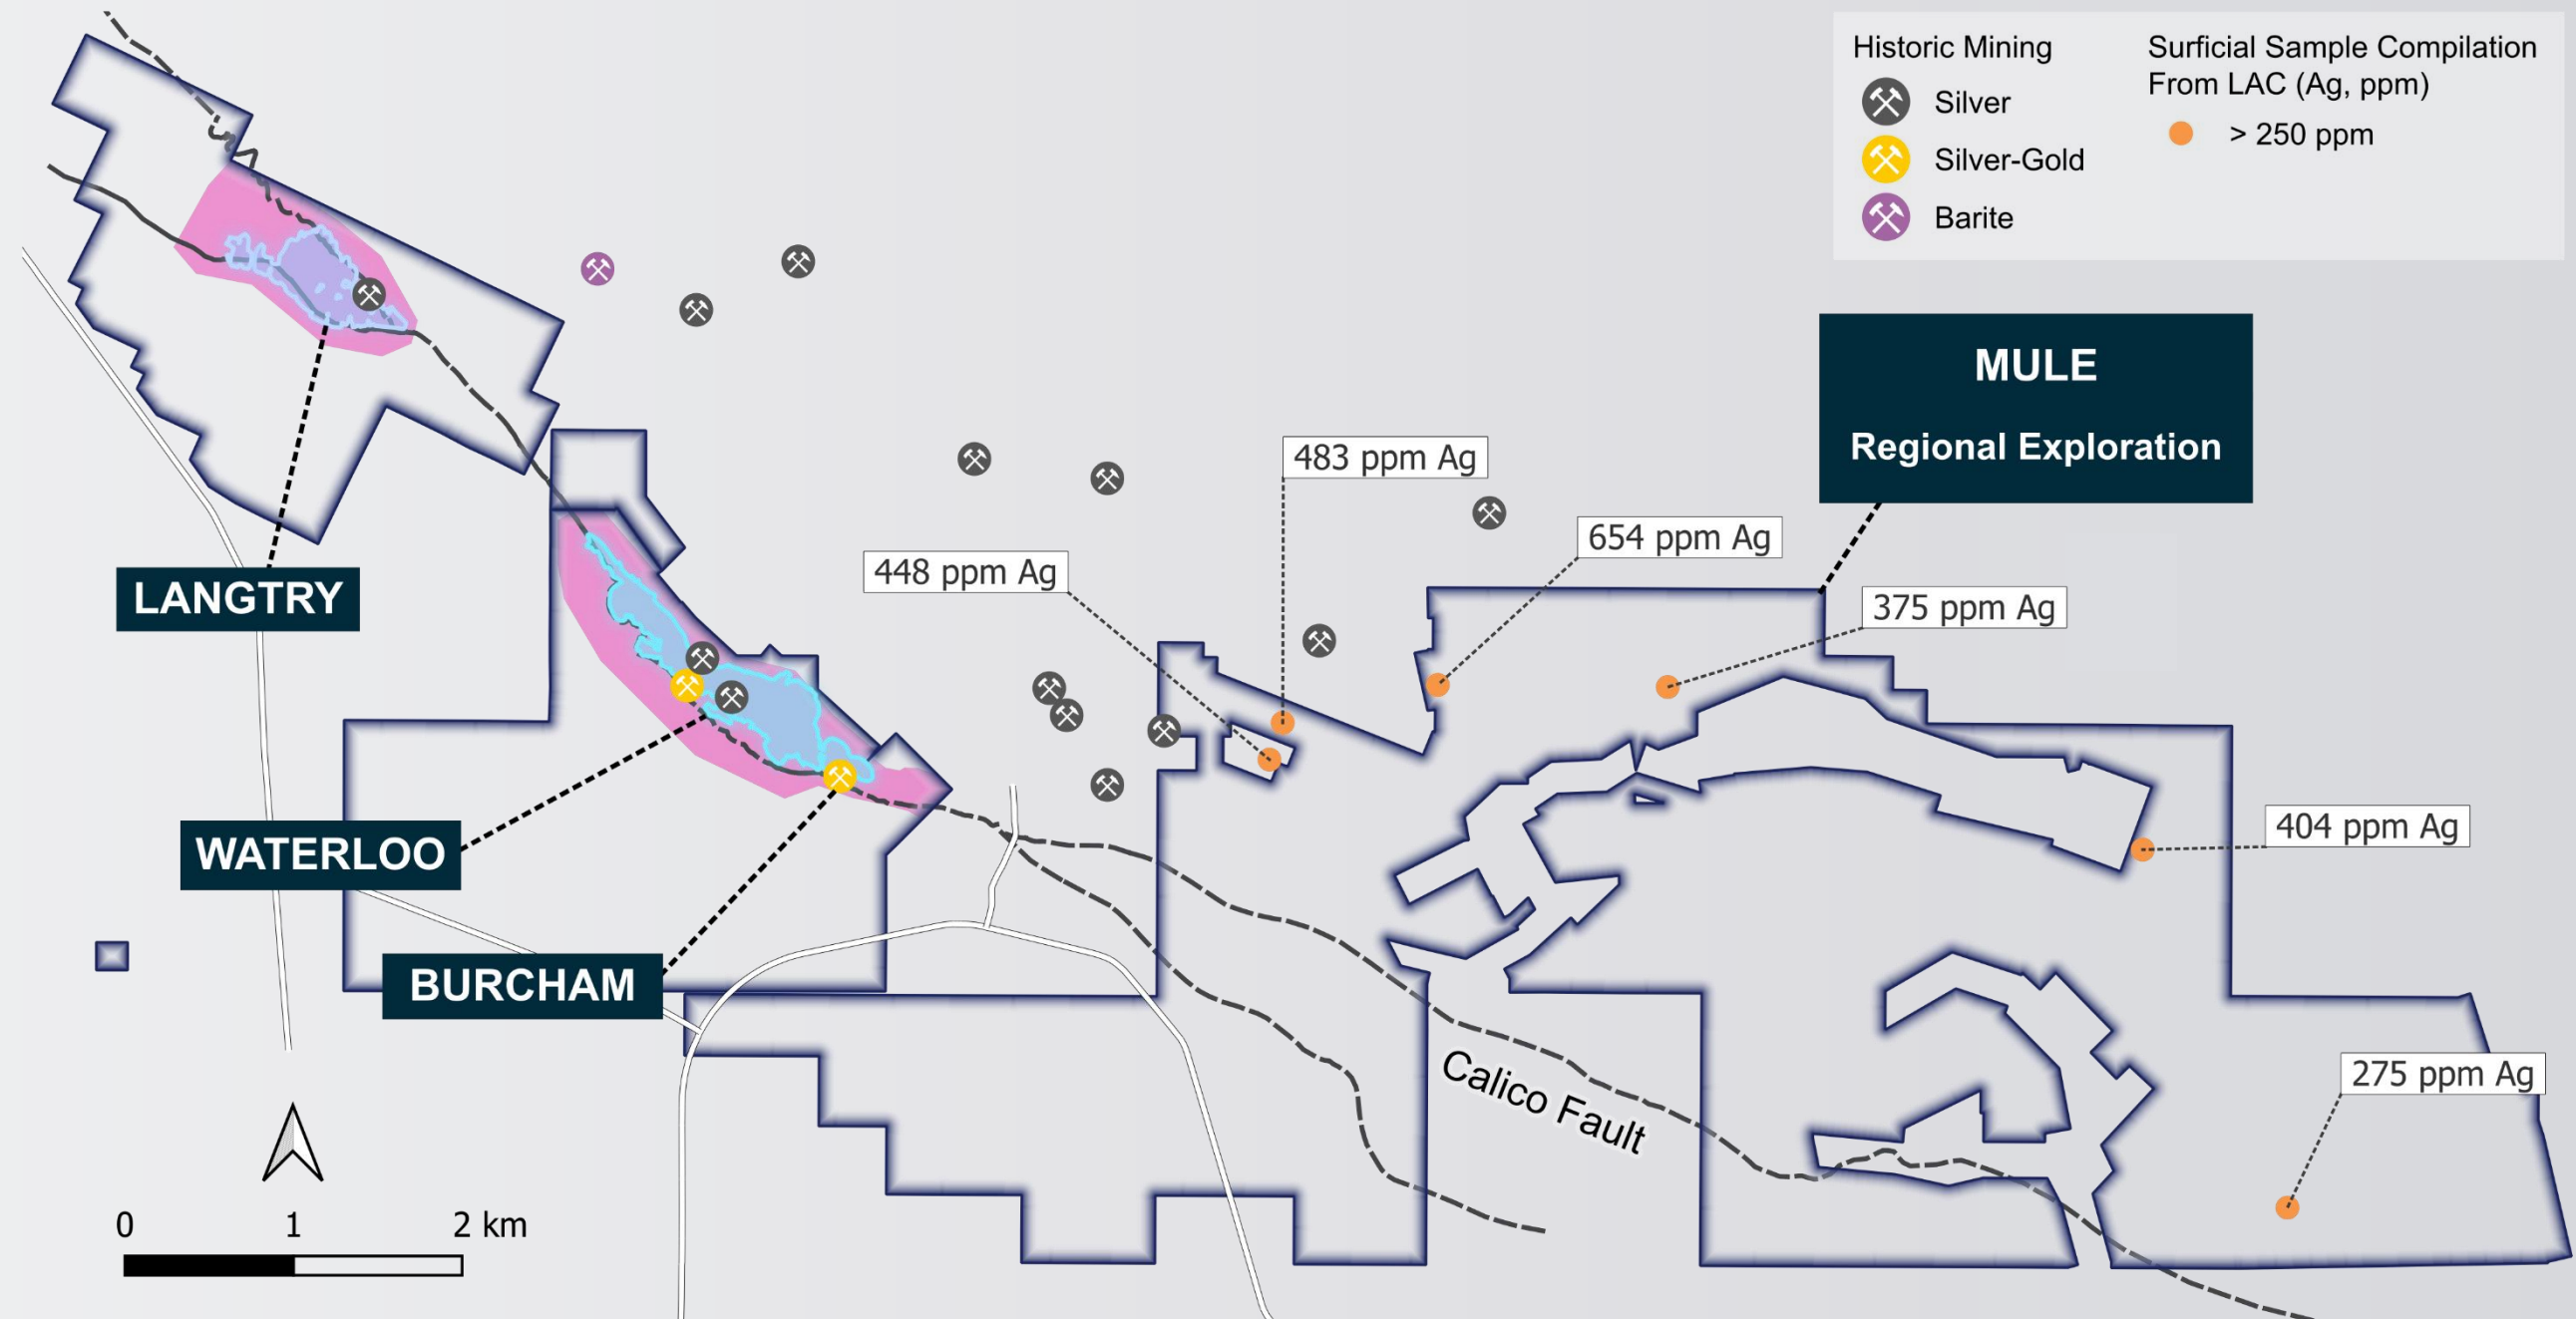 Historic Mining
Silver
Silver-Gold
Barite
Surficial Sample Compilation
From LAC (Ag, ppm)
> 250 ppm
MULE
Regional Exploration
483 ppm Ag
654 ppm Ag
448 ppm Ag
375 ppm Ag
LANGTRY
WATERLOO
404 ppm Ag
BURCHAM
Calico Fault
275 ppm Ag
0 1 2 km